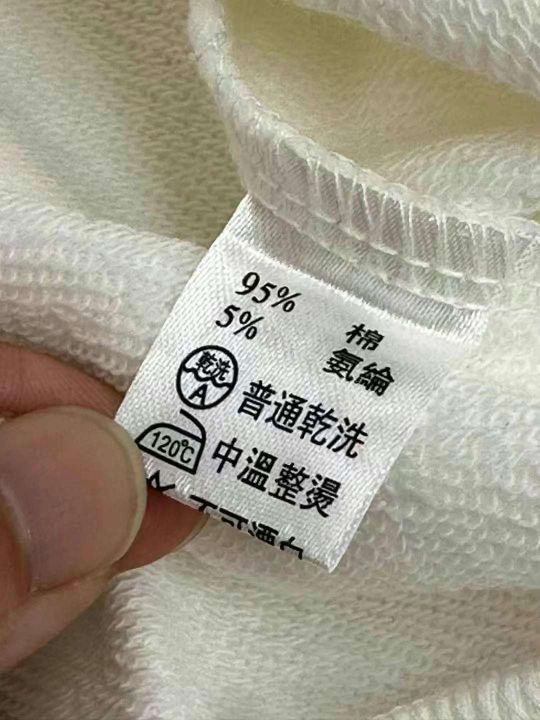 95% 棉
5% 氨綸
乾洗
A
普通乾洗
120℃ 中溫整燙